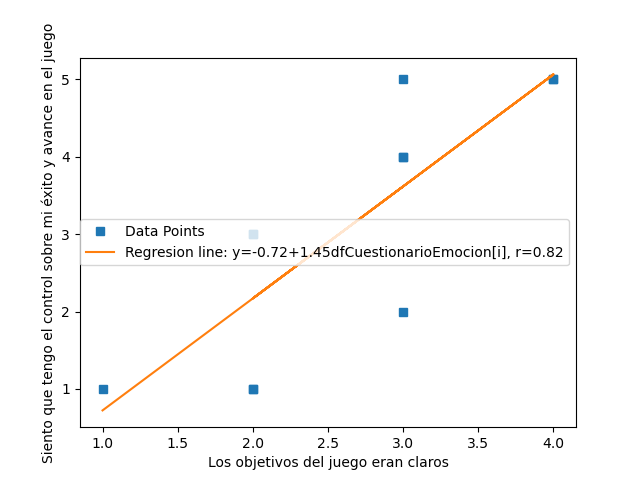 Siento que tengo el control sobre mi éxito y avance en el juego
5
4
3
2
1
Data Points
Regresion line: y=-0.72+1.45dfCuestionarioEmocion[i], r=0.82
1.0 1.5 2.0 2.5 3.0 3.5 4.0
Los objetivos del juego eran claros